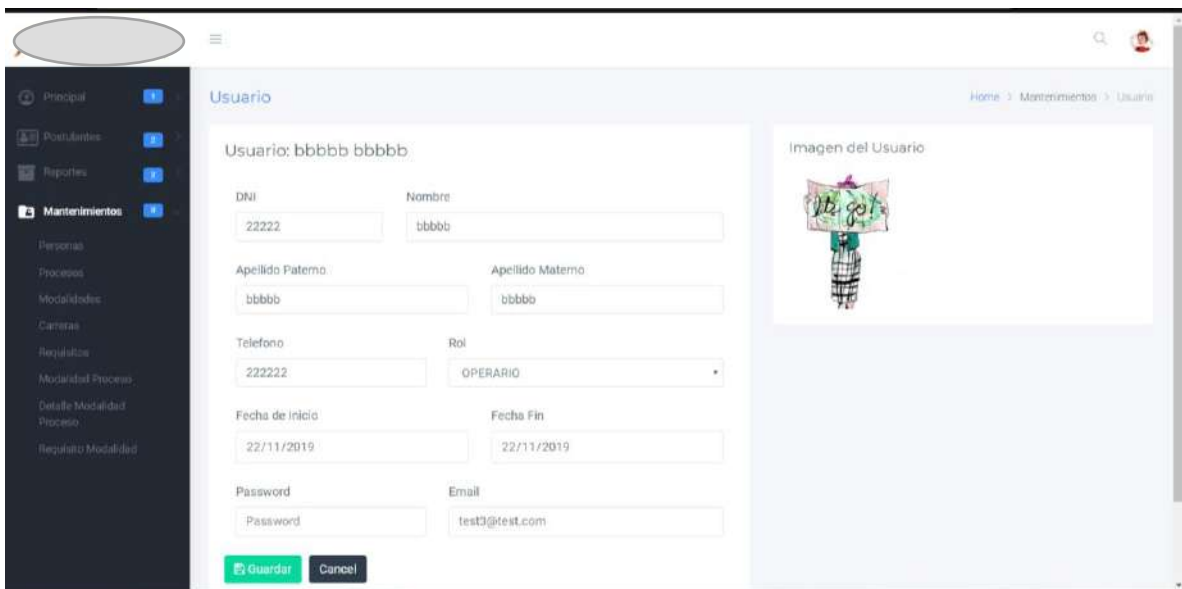 Principal 1
Usuario
Home > Mantenimientos > Usuario
Postulantes 2
Usuario: bbbbb bbbbb
Imagen del Usuario
Reportes
DNI
Nombre
Mantenimientos
22222
bbbbb
Personas
Procesos
Apellido Paterno
Apellido Materno
Modalidades
bbbbb
bbbbb
Carreras
Requisitos
Telefono
Rol
Modalidad Proceso
222222
OPERARIO
Detalle Modalidad
Proceso
Fecha de Inicio
Fecha Fin
Requisito Modalidad
22/11/2019
22/11/2019
Password
Email
Password
test3@test.com
Guardar
Cancel